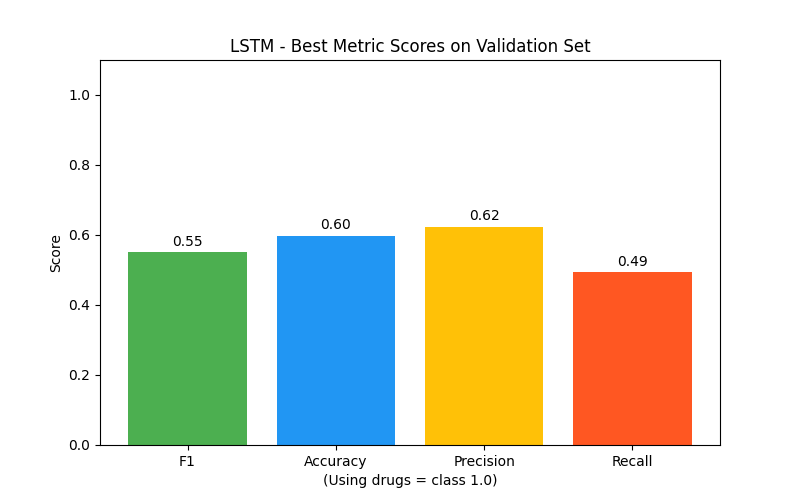 LSTM - Best Metric Scores on Validation Set
1.0
0.8
0.6
0.4
0.2
0.0
Score
0.55
0.60
0.62
0.49
F1 Accuracy Precision Recall
(Using drugs = class 1.0)